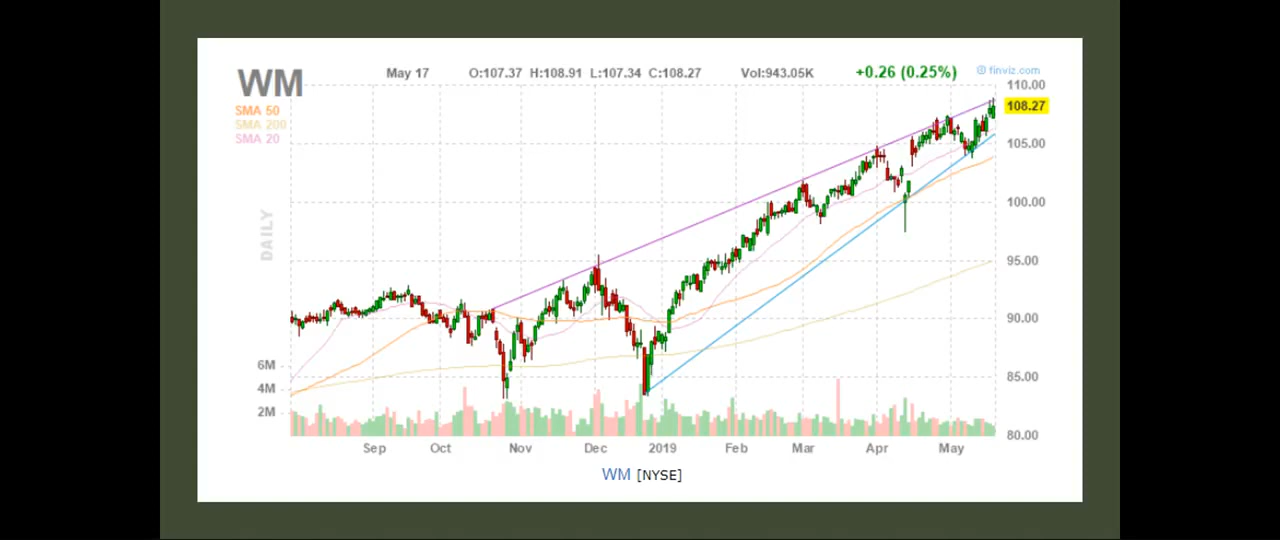 WM
May 17 O:107.37 H:108.91 L:107.34 C:108.27 Vol:943.05K +0.26 (0.25%) © finviz.com
SMA 50
SMA 200
SMA 20
DAILY
110.00
108.27
105.00
100.00
95.00
90.00
85.00
80.00
6M
4M
2M
Sep Oct Nov Dec 2019 Feb Mar Apr May
WM [NYSE]